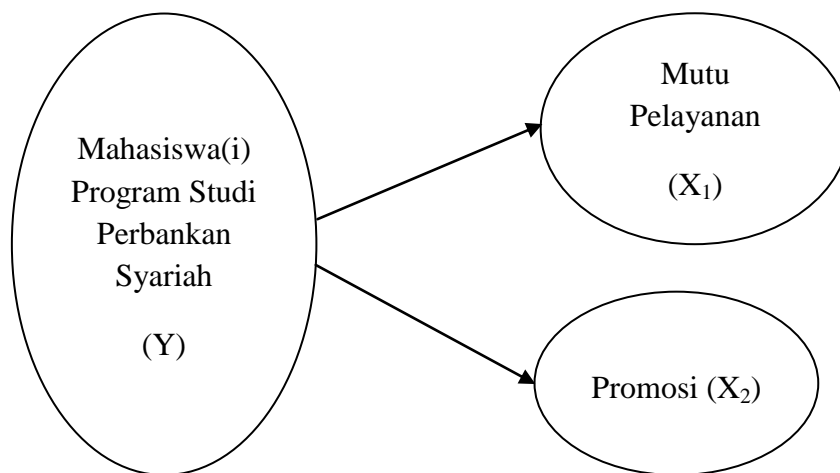 Mahasiswa(i)
Program Studi
Perbankan
Syariah
(Y)
Mutu
Pelayanan
(X₁)
Promosi (X₂)